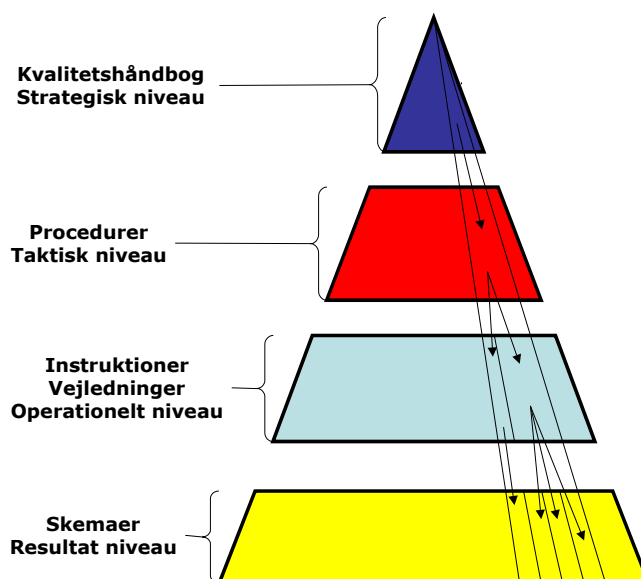 Kvalitetshåndbog
Strategisk niveau
Procedurer
Taktisk niveau
Instruktioner
Vejledninger
Operationelt niveau
Skemaer
Resultat niveau